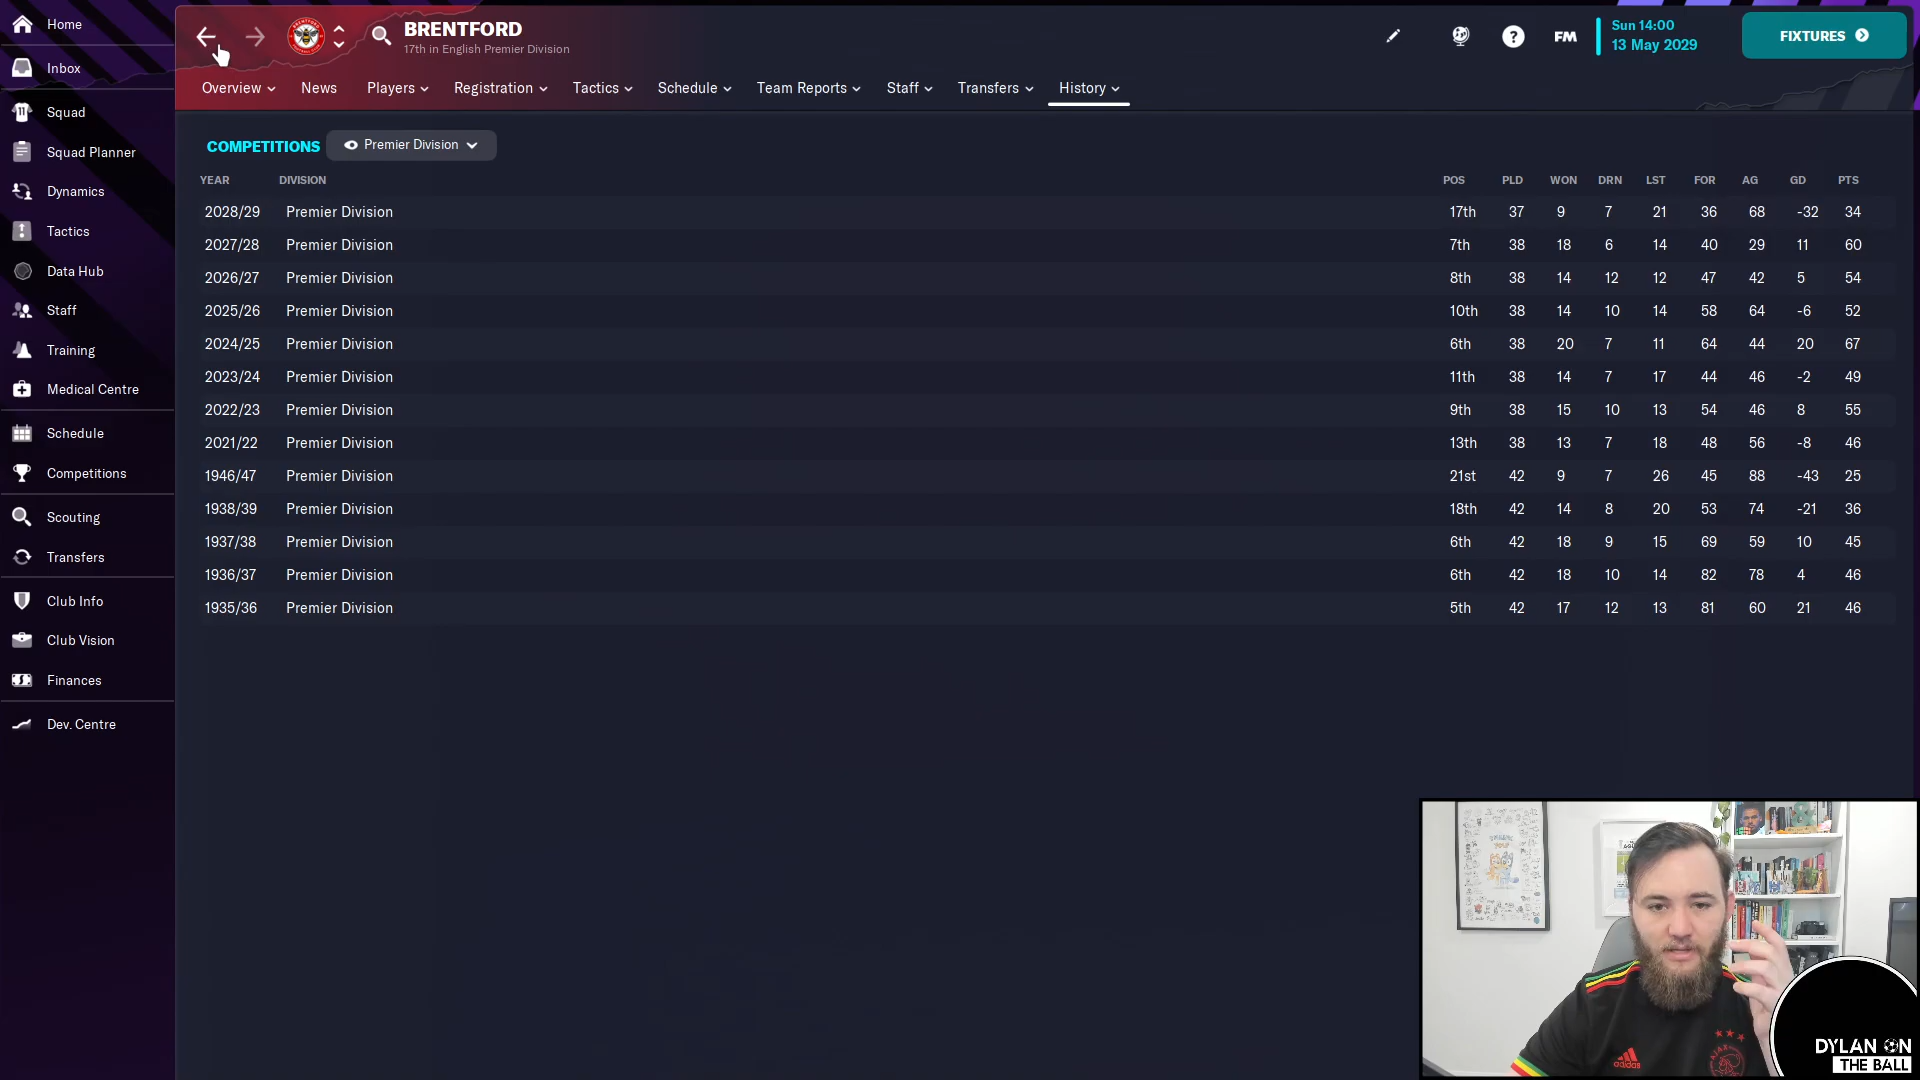 Home
Inbox
Squad
Squad Planner
Dynamics
Tactics
Data Hub
Staff
Training
Medical Centre
Schedule
Competitions
Scouting
Transfers
Club Info
Club Vision
Finances
Dev. Centre
BRENTFORD
17th in English Premier Division
FM
Sun 14:00
13 May 2029
FIXTURES
Overview News Players Registration Tactics Schedule Team Reports Staff Transfers History
COMPETITIONS Premier Division
YEAR DIVISION POS PLD WON DRN LST FOR AG GD PTS
2028/29 Premier Division 17th 37 9 7 21 36 68 -32 34
2027/28 Premier Division 7th 38 18 6 14 40 29 11 60
2026/27 Premier Division 8th 38 14 12 12 47 42 5 54
2025/26 Premier Division 10th 38 14 10 14 58 64 -6 52
2024/25 Premier Division 6th 38 20 7 11 64 44 20 67
2023/24 Premier Division 11th 38 14 7 17 44 46 -2 49
2022/23 Premier Division 9th 38 15 10 13 54 46 8 55
2021/22 Premier Division 13th 38 13 7 18 48 56 -8 46
1946/47 Premier Division 21st 42 9 7 26 45 88 -43 25
1938/39 Premier Division 18th 42 14 8 20 53 74 -21 36
1937/38 Premier Division 6th 42 18 9 15 69 59 10 45
1936/37 Premier Division 6th 42 18 10 14 82 78 4 46
1935/36 Premier Division 5th 42 17 12 13 81 60 21 46
adidas
AJAX
DYLAN ON
THE BALL